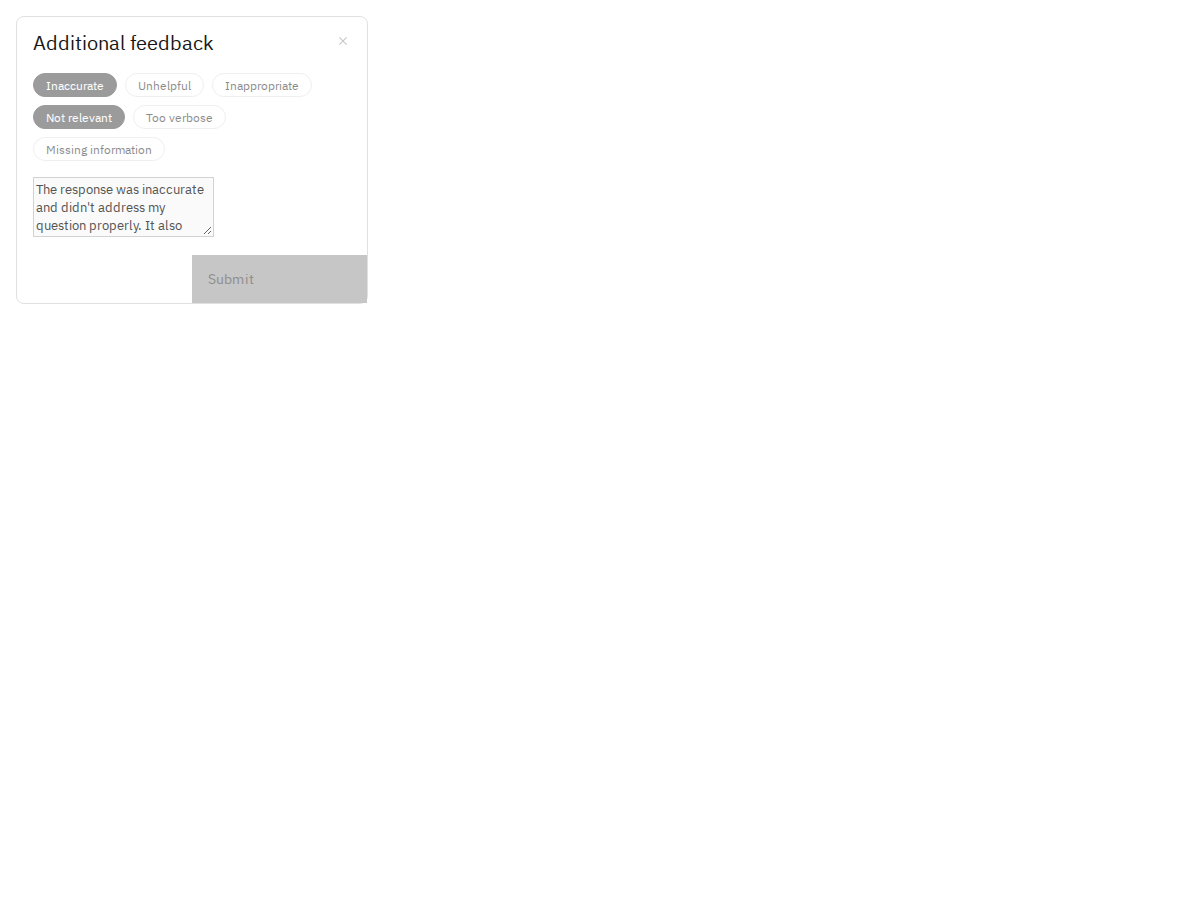 Additional feedback
Inaccurate Unhelpful Inappropriate
Not relevant Too verbose
Missing information
The response was inaccurate
and didn't address my
question properly. It also
Submit